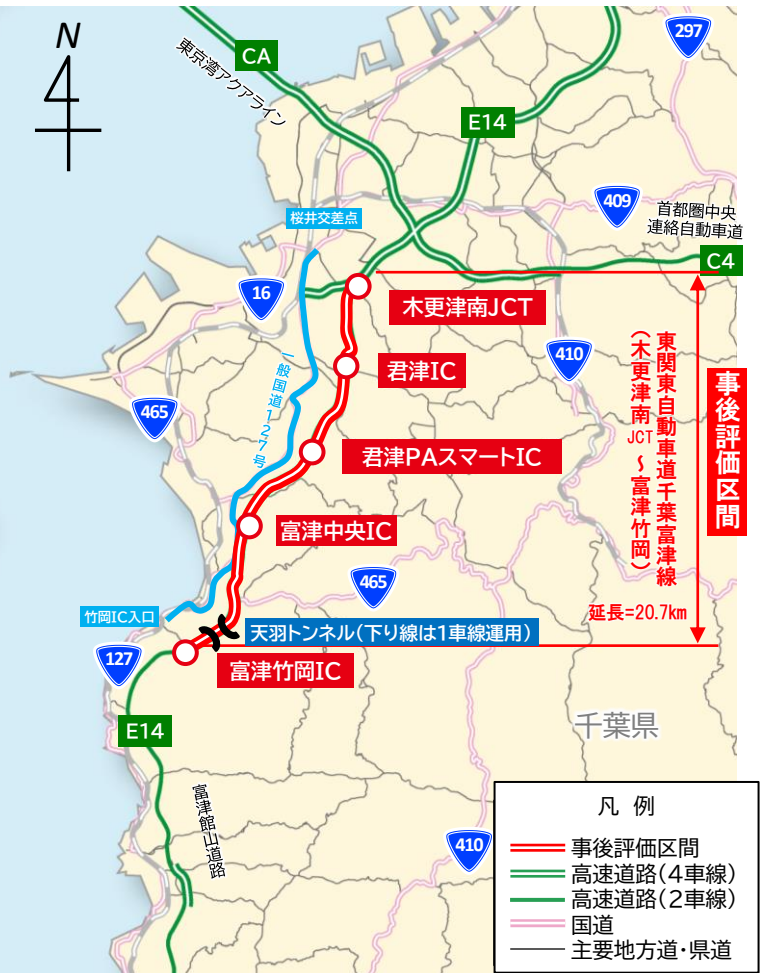 N
CA
東京湾アクアライン
E14
297
409
首都圏中央
連絡自動車道
C4
桜井交差点
16
木更津南JCT
君津IC
410
一般国道127号
465
君津PAスマートIC
富津中央IC
465
竹岡IC入口
天羽トンネル(下り線は1車線運用)
127
富津竹岡IC
事後評価区間
東関東自動車道千葉富津線
(木更津南JCT~富津竹岡)
延長=20.7km
E14
千葉県
富津館山道路
410
凡 例
事後評価区間
高速道路(4車線)
高速道路(2車線)
国道
主要地方道・県道